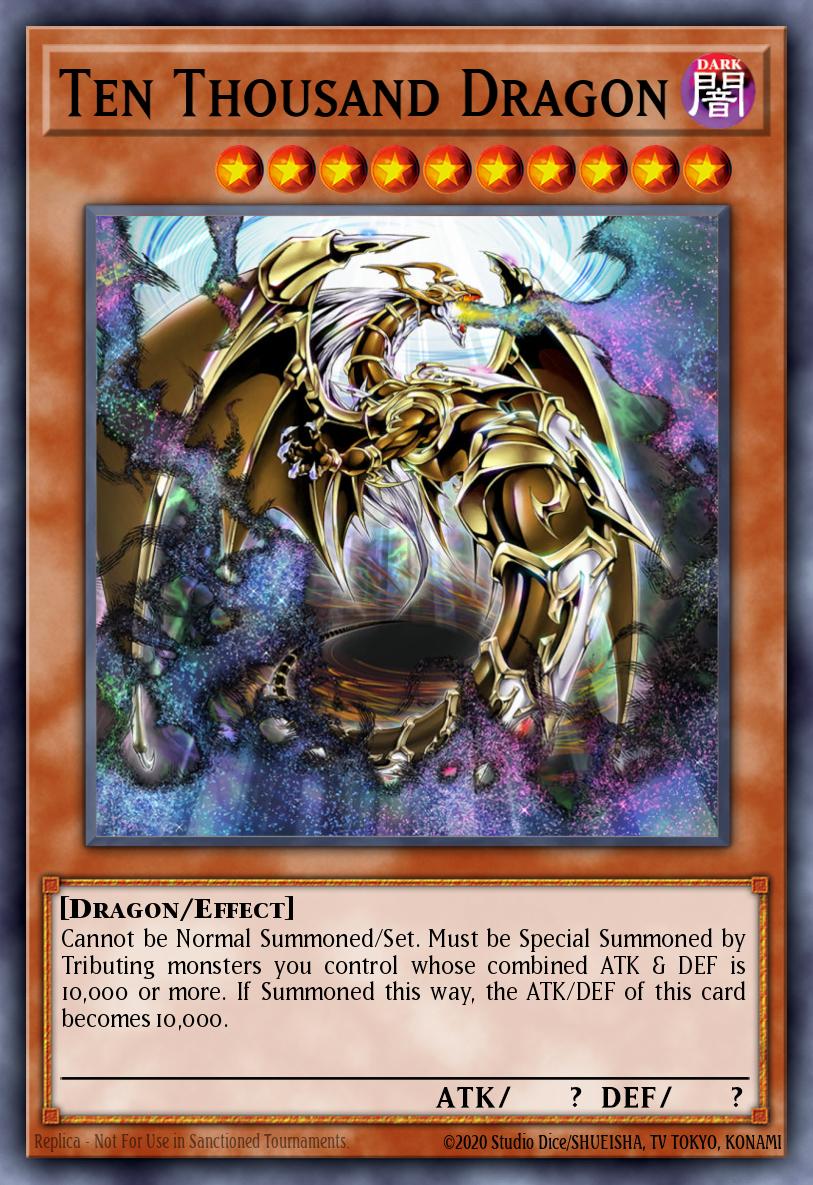 Ten Thousand Dragon
DARK
闇
[Dragon/Effect]
Cannot be Normal Summoned/Set. Must be Special Summoned by
Tributing monsters you control whose combined ATK & DEF is
10,000 or more. If Summoned this way, the ATK/DEF of this card
becomes 10,000.
ATK/ ? DEF/ ?
Replica - Not For Use in Sanctioned Tournaments. ©2020 Studio Dice/SHUEISHA, TV TOKYO, KONAMI